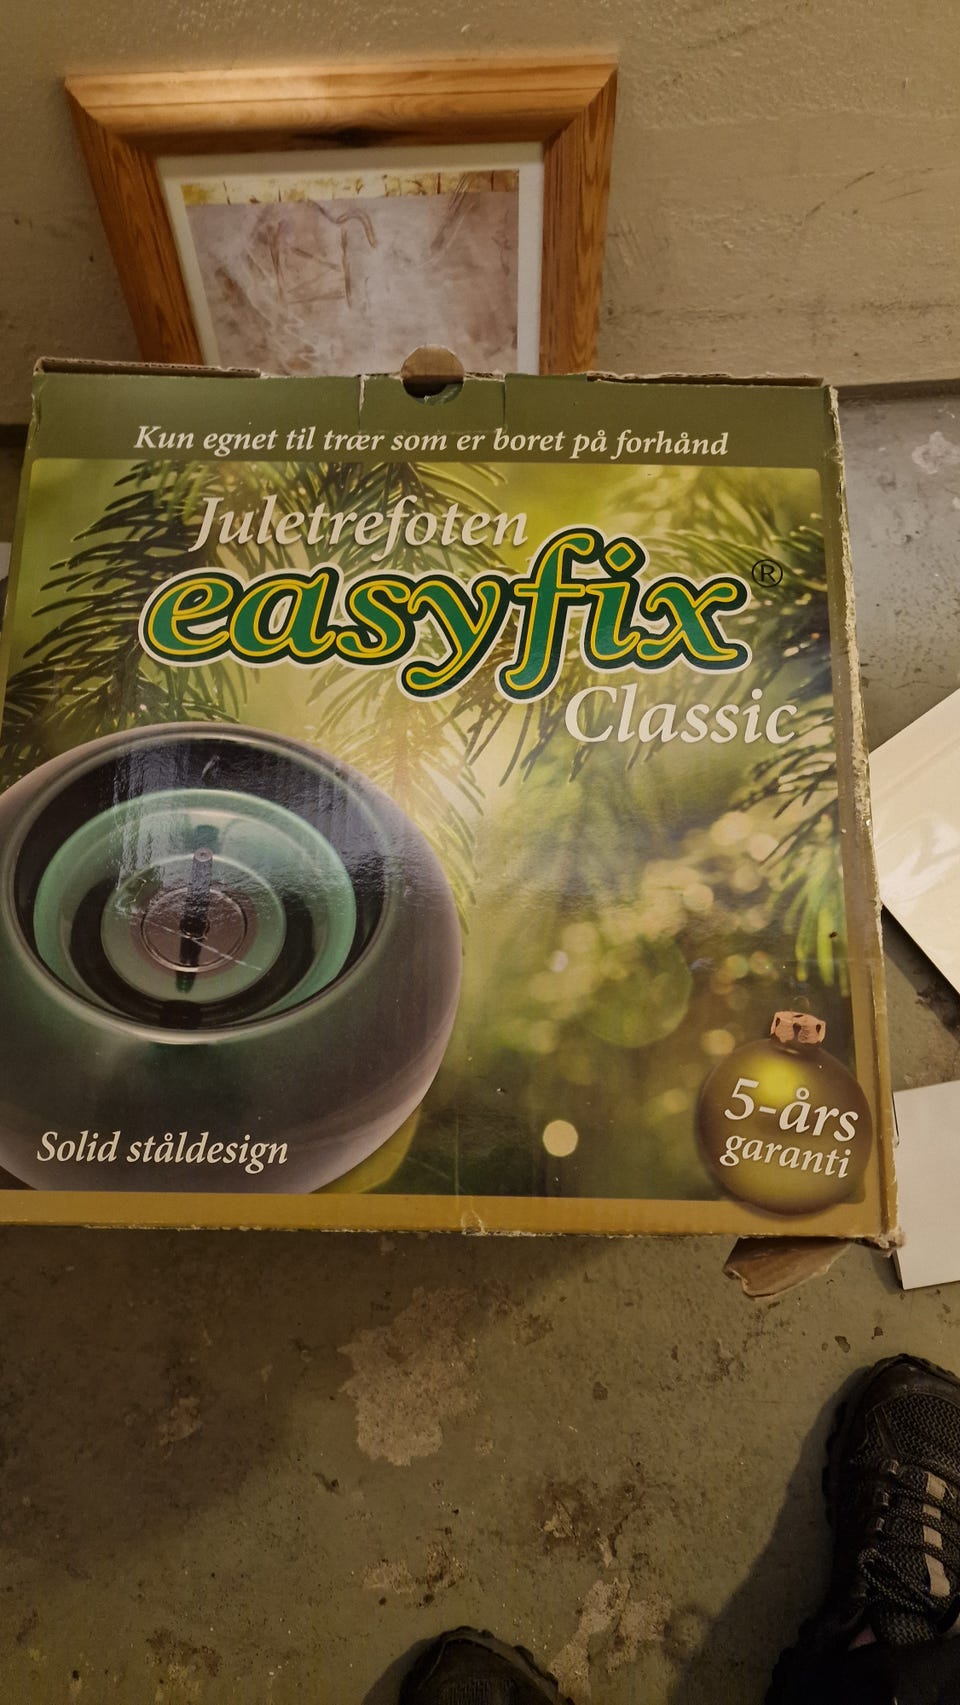 Kun egnet til trær som er boret på forhånd
Juletrefoten
easyfix®
Classic
5-års
garanti
Solid ståldesign